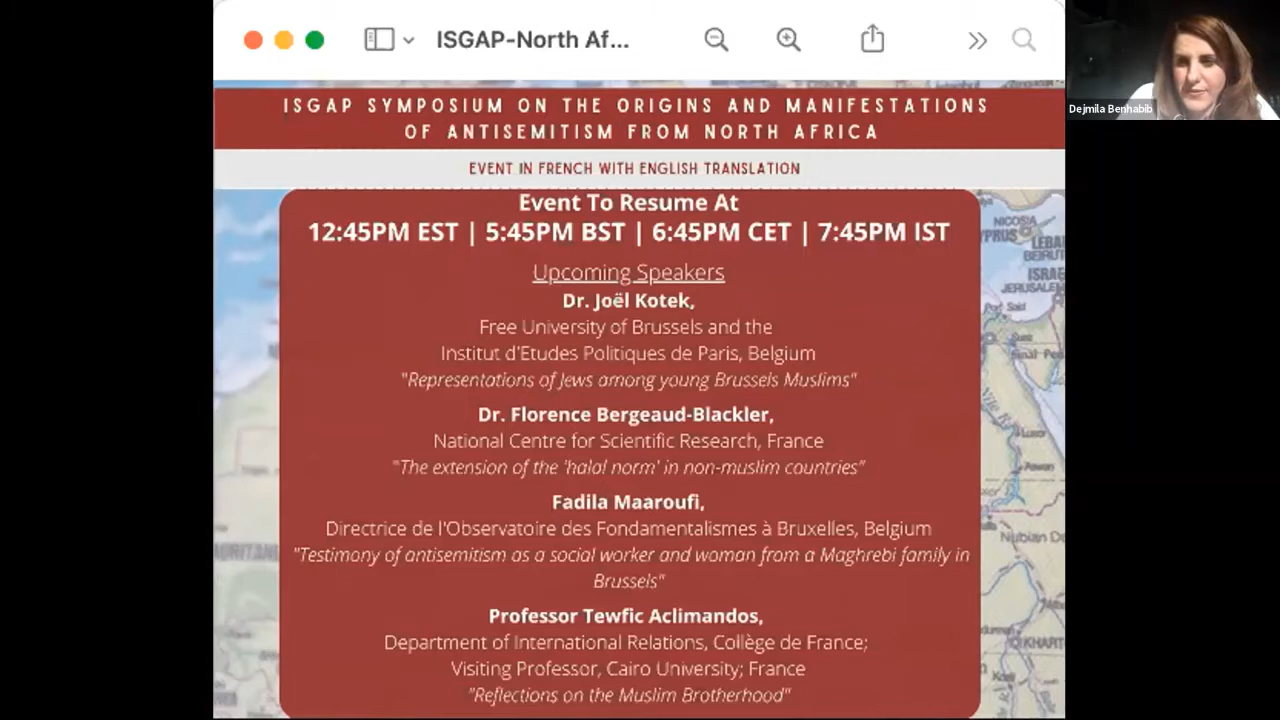 ISGAP-North Af...
Dejmila Benhabib
ISGAP SYMPOSIUM ON THE ORIGINS AND MANIFESTATIONS
OF ANTISEMITISM FROM NORTH AFRICA
EVENT IN FRENCH WITH ENGLISH TRANSLATION
Event To Resume At
12:45PM EST | 5:45PM BST | 6:45PM CET | 7:45PM IST
Upcoming Speakers
Dr. Joël Kotek,
Free University of Brussels and the
Institut d'Etudes Politiques de Paris, Belgium
"Representations of Jews among young Brussels Muslims"
Dr. Florence Bergeaud-Blackler,
National Centre for Scientific Research, France
"The extension of the 'halal norm' in non-muslim countries"
Fadila Maaroufi,
Directrice de l'Observatoire des Fondamentalismes à Bruxelles, Belgium
"Testimony of antisemitism as a social worker and woman from a Maghrebi family in
Brussels"
Professor Tewfic Aclimandos,
Department of International Relations, Collège de France;
Visiting Professor, Cairo University; France
"Reflections on the Muslim Brotherhood"
NICOSIA
BEIRUT
JERUSALEM
Port Said